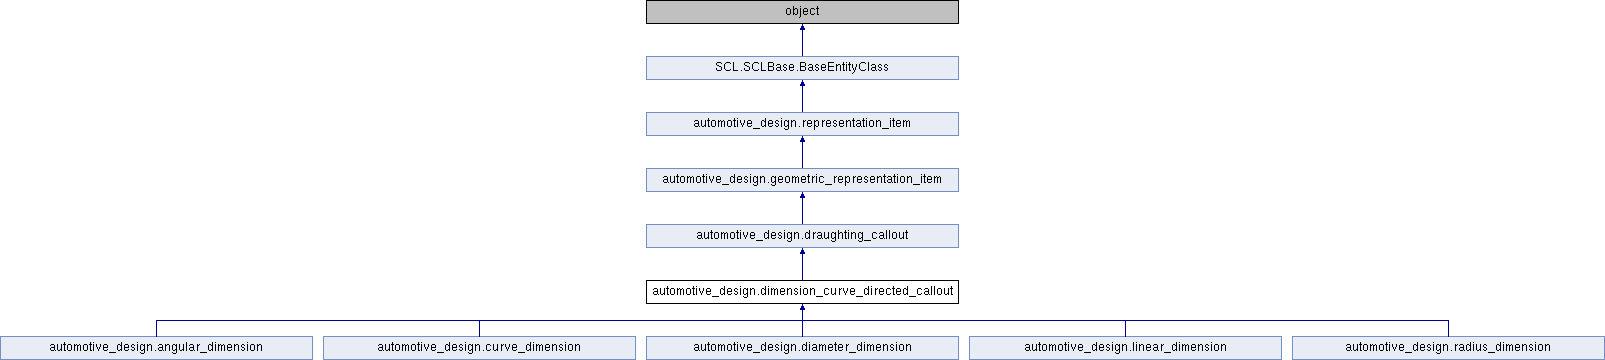 object
SCL.SCLBase.BaseEntityClass
automotive_design.representation_item
automotive_design.geometric_representation_item
automotive_design.draughting_callout
automotive_design.dimension_curve_directed_callout
automotive_design.angular_dimension
automotive_design.curve_dimension
automotive_design.diameter_dimension
automotive_design.linear_dimension
automotive_design.radius_dimension